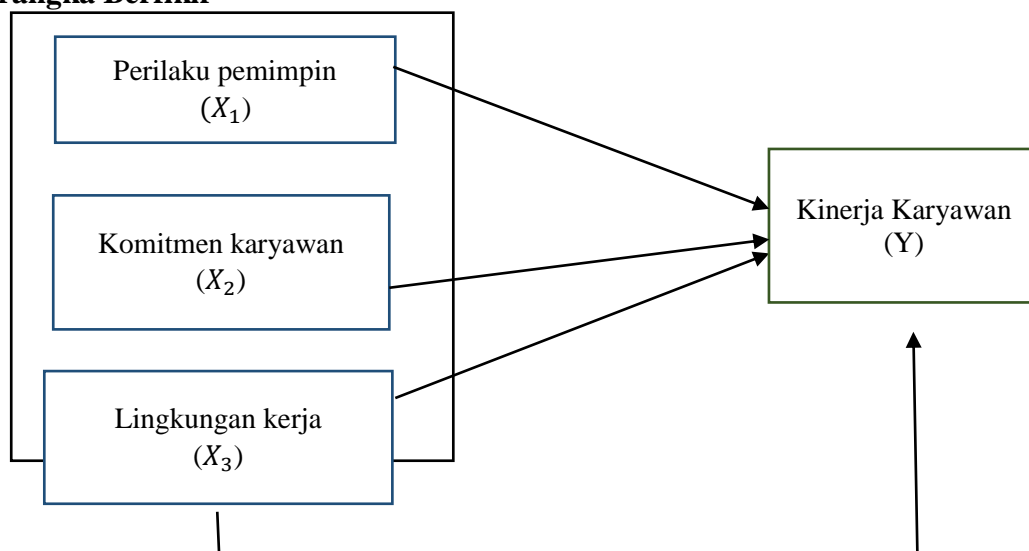 Perilaku pemimpin
(X₁)
Komitmen karyawan
(X₂)
Lingkungan kerja
(X₃)
Kinerja Karyawan
(Y)